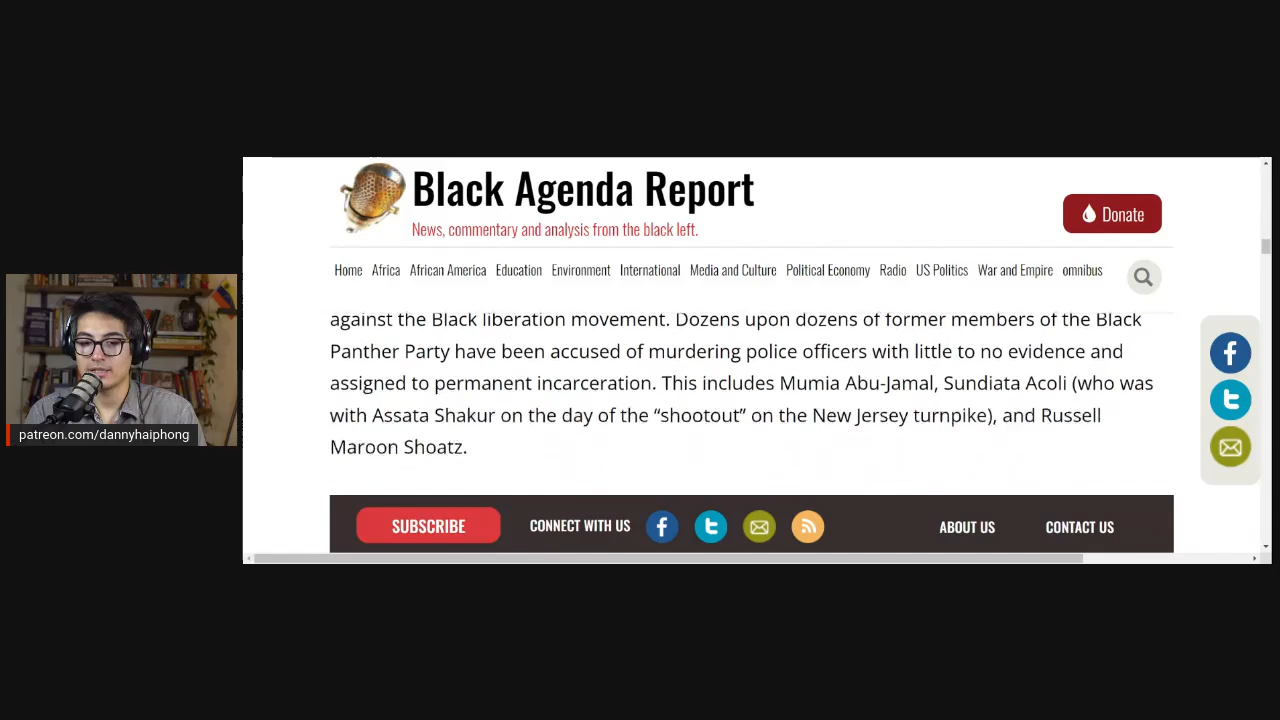 Black Agenda Report
News, commentary and analysis from the black left.
Donate
Home Africa African America Education Environment International Media and Culture Political Economy Radio US Politics War and Empire omnibus
against the Black liberation movement. Dozens upon dozens of former members of the Black
Panther Party have been accused of murdering police officers with little to no evidence and
assigned to permanent incarceration. This includes Mumia Abu-Jamal, Sundiata Acoli (who was
with Assata Shakur on the day of the “shootout” on the New Jersey turnpike), and Russell
Maroon Shoatz.
patreon.com/dannyhaiphong
SUBSCRIBE CONNECT WITH US ABOUT US CONTACT US